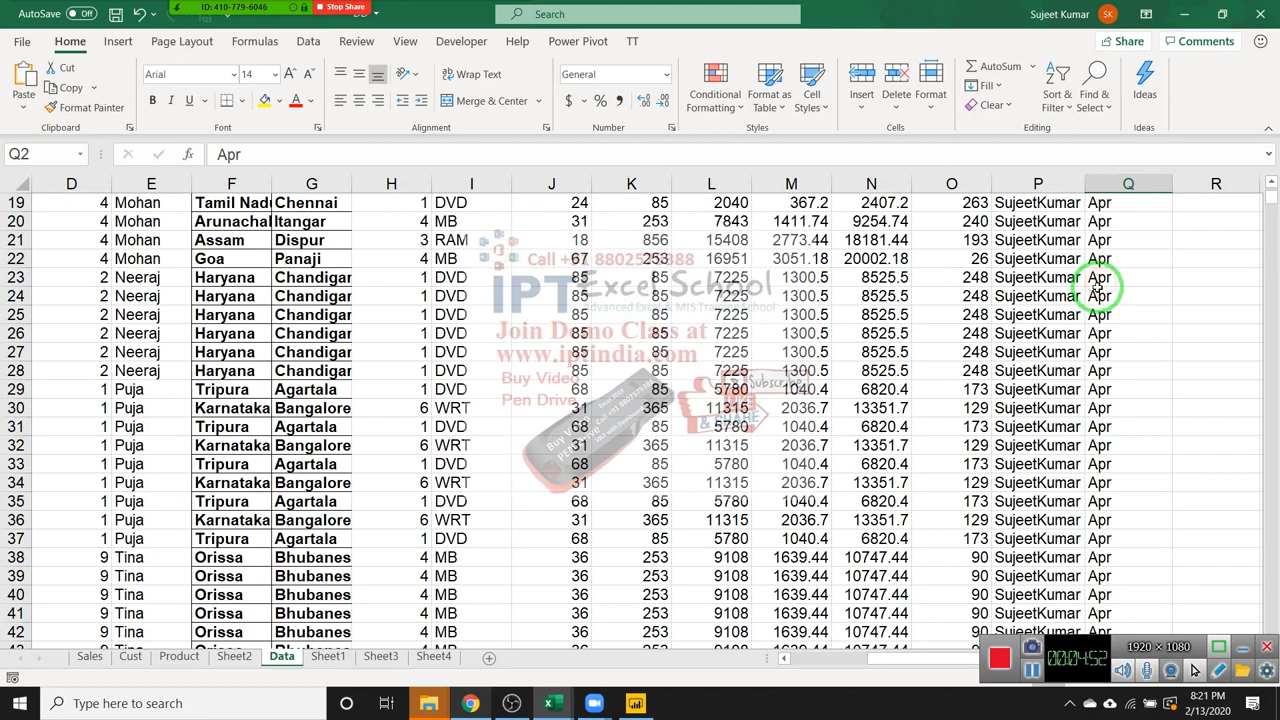 AutoSave Off
ID: 410-779-6046
Stop Share
Search
Sujeet Kumar
SK
File Home Insert Page Layout Formulas Data Review View Developer Help Power Pivot TT
Share Comments
Paste
Cut
Copy
Format Painter
Clipboard
Arial 14
B I U
Font
Wrap Text
Merge & Center
Alignment
General
$ % ,
Number
Conditional Formatting
Format as Table
Cell Styles
Styles
Insert Delete Format
Cells
AutoSum
Fill
Clear
Sort & Filter
Find & Select
Editing
Ideas
Ideas
Q2 fx Apr
D E F G H I J K L M N O P Q R
19 4 Mohan Tamil Nadu Chennai 1 DVD 24 85 2040 367.2 2407.2 263 SujeetKumar Apr
20 4 Mohan Arunachal Itangar 4 MB 31 253 7843 1411.74 9254.74 240 SujeetKumar Apr
21 4 Mohan Assam Dispur 3 RAM 18 856 15408 2773.44 18181.44 193 SujeetKumar Apr
22 4 Mohan Goa Panaji 4 MB 67 253 16951 3051.18 20002.18 26 SujeetKumar Apr
23 2 Neeraj Haryana Chandigar 1 DVD 85 85 7225 1300.5 8525.5 248 SujeetKumar Apr
24 2 Neeraj Haryana Chandigar 1 DVD 85 85 7225 1300.5 8525.5 248 SujeetKumar Apr
25 2 Neeraj Haryana Chandigar 1 DVD 85 85 7225 1300.5 8525.5 248 SujeetKumar Apr
26 2 Neeraj Haryana Chandigar 1 DVD 85 85 7225 1300.5 8525.5 248 SujeetKumar Apr
27 2 Neeraj Haryana Chandigar 1 DVD 85 85 7225 1300.5 8525.5 248 SujeetKumar Apr
28 2 Neeraj Haryana Chandigar 1 DVD 85 85 7225 1300.5 8525.5 248 SujeetKumar Apr
29 1 Puja Tripura Agartala 1 DVD 68 85 5780 1040.4 6820.4 173 SujeetKumar Apr
30 1 Puja Karnataka Bangalore 6 WRT 31 365 11315 2036.7 13351.7 129 SujeetKumar Apr
31 1 Puja Tripura Agartala 1 DVD 68 85 5780 1040.4 6820.4 173 SujeetKumar Apr
32 1 Puja Karnataka Bangalore 6 WRT 31 365 11315 2036.7 13351.7 129 SujeetKumar Apr
33 1 Puja Tripura Agartala 1 DVD 68 85 5780 1040.4 6820.4 173 SujeetKumar Apr
34 1 Puja Karnataka Bangalore 6 WRT 31 365 11315 2036.7 13351.7 129 SujeetKumar Apr
35 1 Puja Tripura Agartala 1 DVD 68 85 5780 1040.4 6820.4 173 SujeetKumar Apr
36 1 Puja Karnataka Bangalore 6 WRT 31 365 11315 2036.7 13351.7 129 SujeetKumar Apr
37 1 Puja Tripura Agartala 1 DVD 68 85 5780 1040.4 6820.4 173 SujeetKumar Apr
38 9 Tina Orissa Bhubanes 4 MB 36 253 9108 1639.44 10747.44 90 SujeetKumar Apr
39 9 Tina Orissa Bhubanes 4 MB 36 253 9108 1639.44 10747.44 90 SujeetKumar Apr
40 9 Tina Orissa Bhubanes 4 MB 36 253 9108 1639.44 10747.44 90 SujeetKumar Apr
41 9 Tina Orissa Bhubanes 4 MB 36 253 9108 1639.44 10747.44 90 SujeetKumar Apr
42 9 Tina Orissa Bhubanes 4 MB 36 253 9108 1639.44 10747.44 90 SujeetKumar Apr
IPT Excel School
Excel & MIS Training School
Join Demo Class at
www.iptindia.com
Buy Video
Pen Drive
Subscribe
& SHARE
Sales Cust Product Sheet2 Data Sheet1 Sheet3 Sheet4
00:04:52
1920 × 1080
Type here to search
8:21 PM
2/13/2020